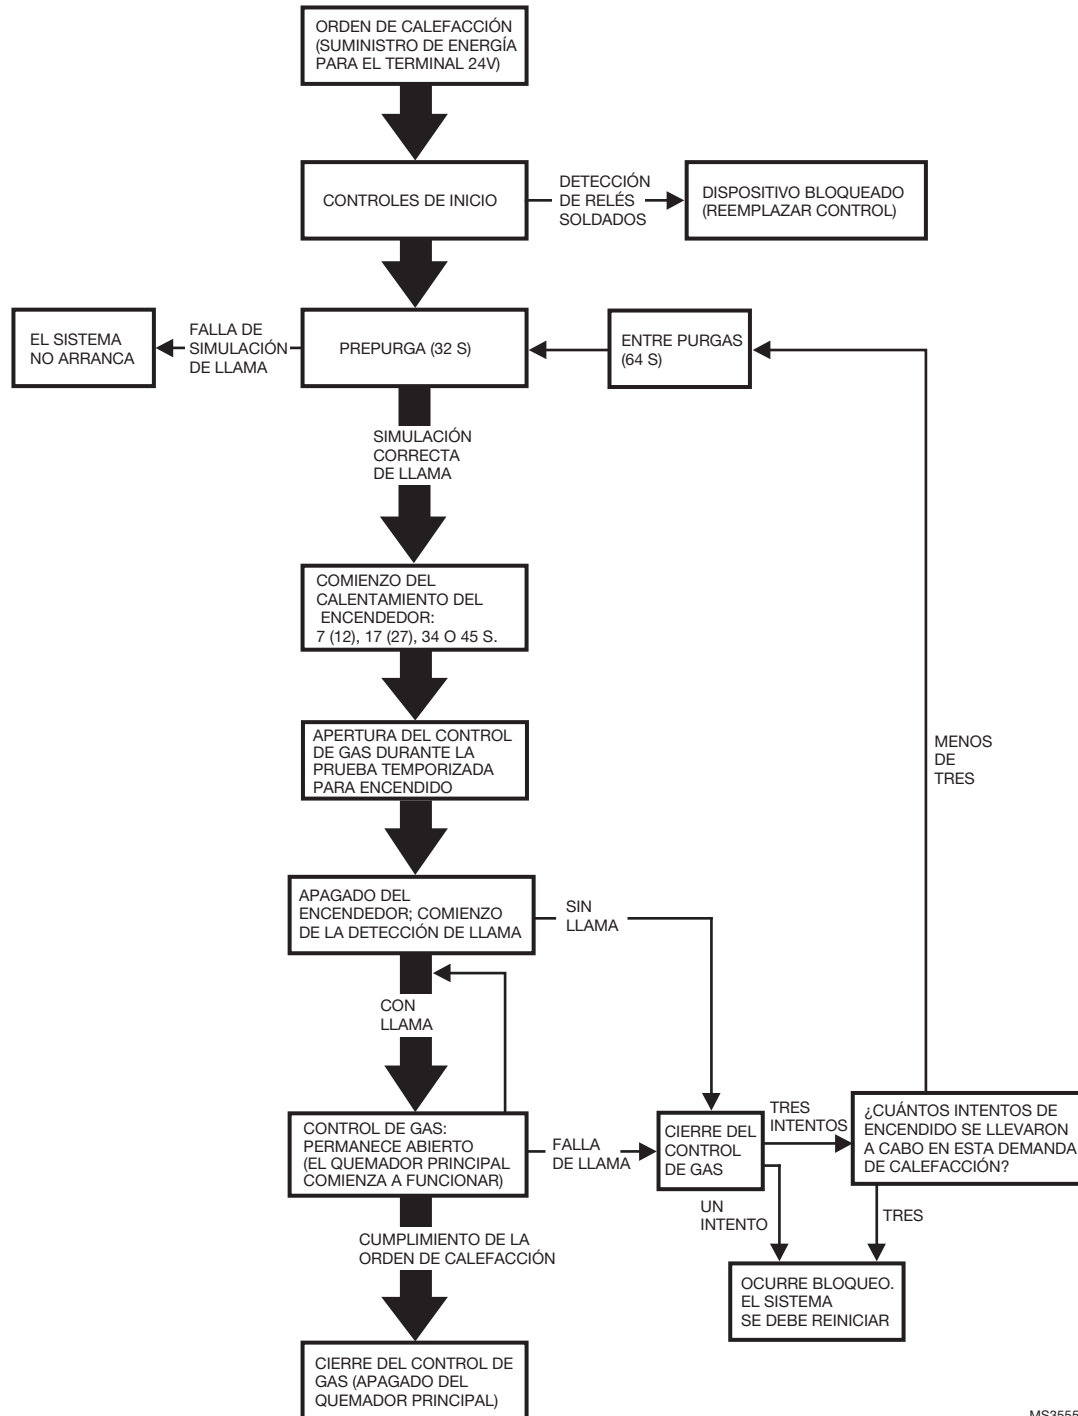 ORDEN DE CALEFACCIÓN
(SUMINISTRO DE ENERGÍA
PARA EL TERMINAL 24V)
CONTROLES DE INICIO
DETECCIÓN
DE RELÉS
SOLDADOS
DISPOSITIVO BLOQUEADO
(REEMPLAZAR CONTROL)
EL SISTEMA
NO ARRANCA
FALLA DE
SIMULACIÓN
DE LLAMA
PREPURGA (32 S)
ENTRE PURGAS
(64 S)
SIMULACIÓN
CORRECTA
DE LLAMA
COMIENZO DEL
CALENTAMIENTO DEL
ENCENDEDOR:
7 (12), 17 (27), 34 O 45 S.
APERTURA DEL CONTROL
DE GAS DURANTE LA
PRUEBA TEMPORIZADA
PARA ENCENDIDO
MENOS
DE
TRES
APAGADO DEL
ENCENDEDOR; COMIENZO
DE LA DETECCIÓN DE LLAMA
SIN
LLAMA
CON
LLAMA
CONTROL DE GAS:
PERMANECE ABIERTO
(EL QUEMADOR PRINCIPAL
COMIENZA A FUNCIONAR)
FALLA
DE LLAMA
CIERRE DEL
CONTROL
DE GAS
TRES
INTENTOS
¿CUÁNTOS INTENTOS DE
ENCENDIDO SE LLEVARON
A CABO EN ESTA DEMANDA
DE CALEFACCIÓN?
UN
INTENTO
TRES
CUMPLIMIENTO DE LA
ORDEN DE CALEFACCIÓN
OCURRE BLOQUEO.
EL SISTEMA
SE DEBE REINICIAR
CIERRE DEL CONTROL DE
GAS (APAGADO DEL
QUEMADOR PRINCIPAL)
MS3555